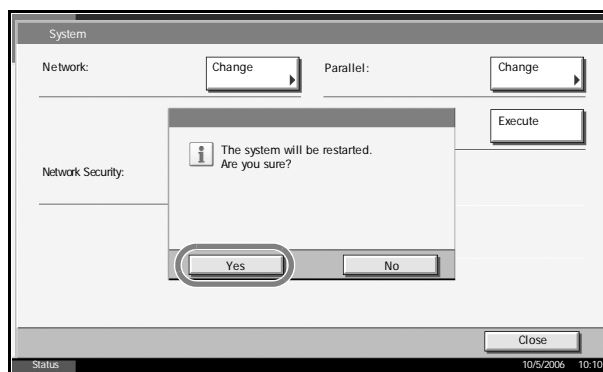 System
Network: Change Parallel: Change
Execute
The system will be restarted.
Are you sure?
Network Security:
Yes No
Close
Status 10/5/2006 10:10